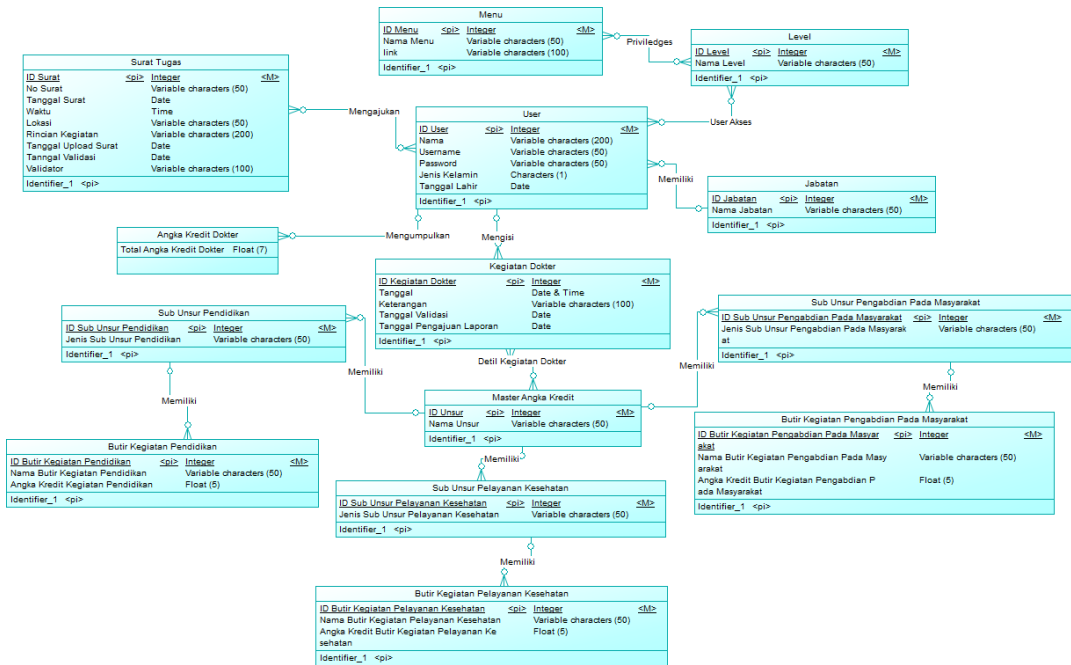 Menu
ID Menu <pi> Integer <M>
Nama Menu Variable characters (50)
link Variable characters (100)
Identifier_1 <pi>
Priviledges
Level
ID Level <pi> Integer <M>
Nama Level Variable characters (50)
Identifier_1 <pi>
User Akses
Surat Tugas
ID Surat <pi> Integer <M>
No Surat Variable characters (50)
Tanggal Surat Date
Waktu Time
Lokasi Variable characters (50)
Rincian Kegiatan Variable characters (200)
Tanggal Upload Surat Date
Tanngal Validasi Date
Validator Variable characters (100)
Identifier_1 <pi>
Mengajukan
User
ID User <pi> Integer <M>
Nama Variable characters (200)
Username Variable characters (50)
Password Variable characters (50)
Jenis Kelamin Characters (1)
Tanggal Lahir Date
Identifier_1 <pi>
Memiliki
Jabatan
ID Jabatan <pi> Integer <M>
Nama Jabatan Variable characters (50)
Identifier_1 <pi>
Angka Kredit Dokter
Total Angka Kredit Dokter Float (7)
Mengumpulkan
Mengisi
Kegiatan Dokter
ID Kegiatan Dokter <pi> Integer <M>
Tanggal Date & Time
Keterangan Variable characters (100)
Tanggal Validasi Date
Tanggal Pengajuan Laporan Date
Identifier_1 <pi>
Detil Kegiatan Dokter
Sub Unsur Pendidikan
ID Sub Unsur Pendidikan <pi> Integer <M>
Jenis Sub Unsur Pendidikan Variable characters (50)
Identifier_1 <pi>
Memiliki
Sub Unsur Pengabdian Pada Masyarakat
ID Sub Unsur Pengabdian Pada Masyarakat <pi> Integer <M>
Jenis Sub Unsur Pengabdian Pada Masyarak Variable characters (50)
at
Identifier_1 <pi>
Memiliki
Master Angka Kredit
ID Unsur <pi> Integer <M>
Nama Unsur Variable characters (50)
Identifier_1 <pi>
Memiliki
Memiliki
Memiliki
Butir Kegiatan Pendidikan
ID Butir Kegiatan Pendidikan <pi> Integer <M>
Nama Butir Kegiatan Pendidikan Variable characters (50)
Angka Kredit Kegiatan Pendidikan Float (5)
Identifier_1 <pi>
Butir Kegiatan Pengabdian Pada Masyarakat
ID Butir Kegiatan Pengabdian Pada Masyar <pi> Integer <M>
akat
Nama Butir Kegiatan Pengabdian Pada Masy Variable characters (50)
arakat
Angka Kredit Butir Kegiatan Pengabdian P Float (5)
ada Masyarakat
Identifier_1 <pi>
Sub Unsur Pelayanan Kesehatan
ID Sub Unsur Pelayanan Kesehatan <pi> Integer <M>
Jenis Sub Unsur Pelayanan Kesehatan Variable characters (50)
Identifier_1 <pi>
Memiliki
Butir Kegiatan Pelayanan Kesehatan
ID Butir Kegiatan Pelayanan Kesehatan <pi> Integer <M>
Nama Butir Kegiatan Pelayanan Kesehatan Variable characters (50)
Angka Kredit Butir Kegiatan Pelayanan Ke Float (5)
sehatan
Identifier_1 <pi>